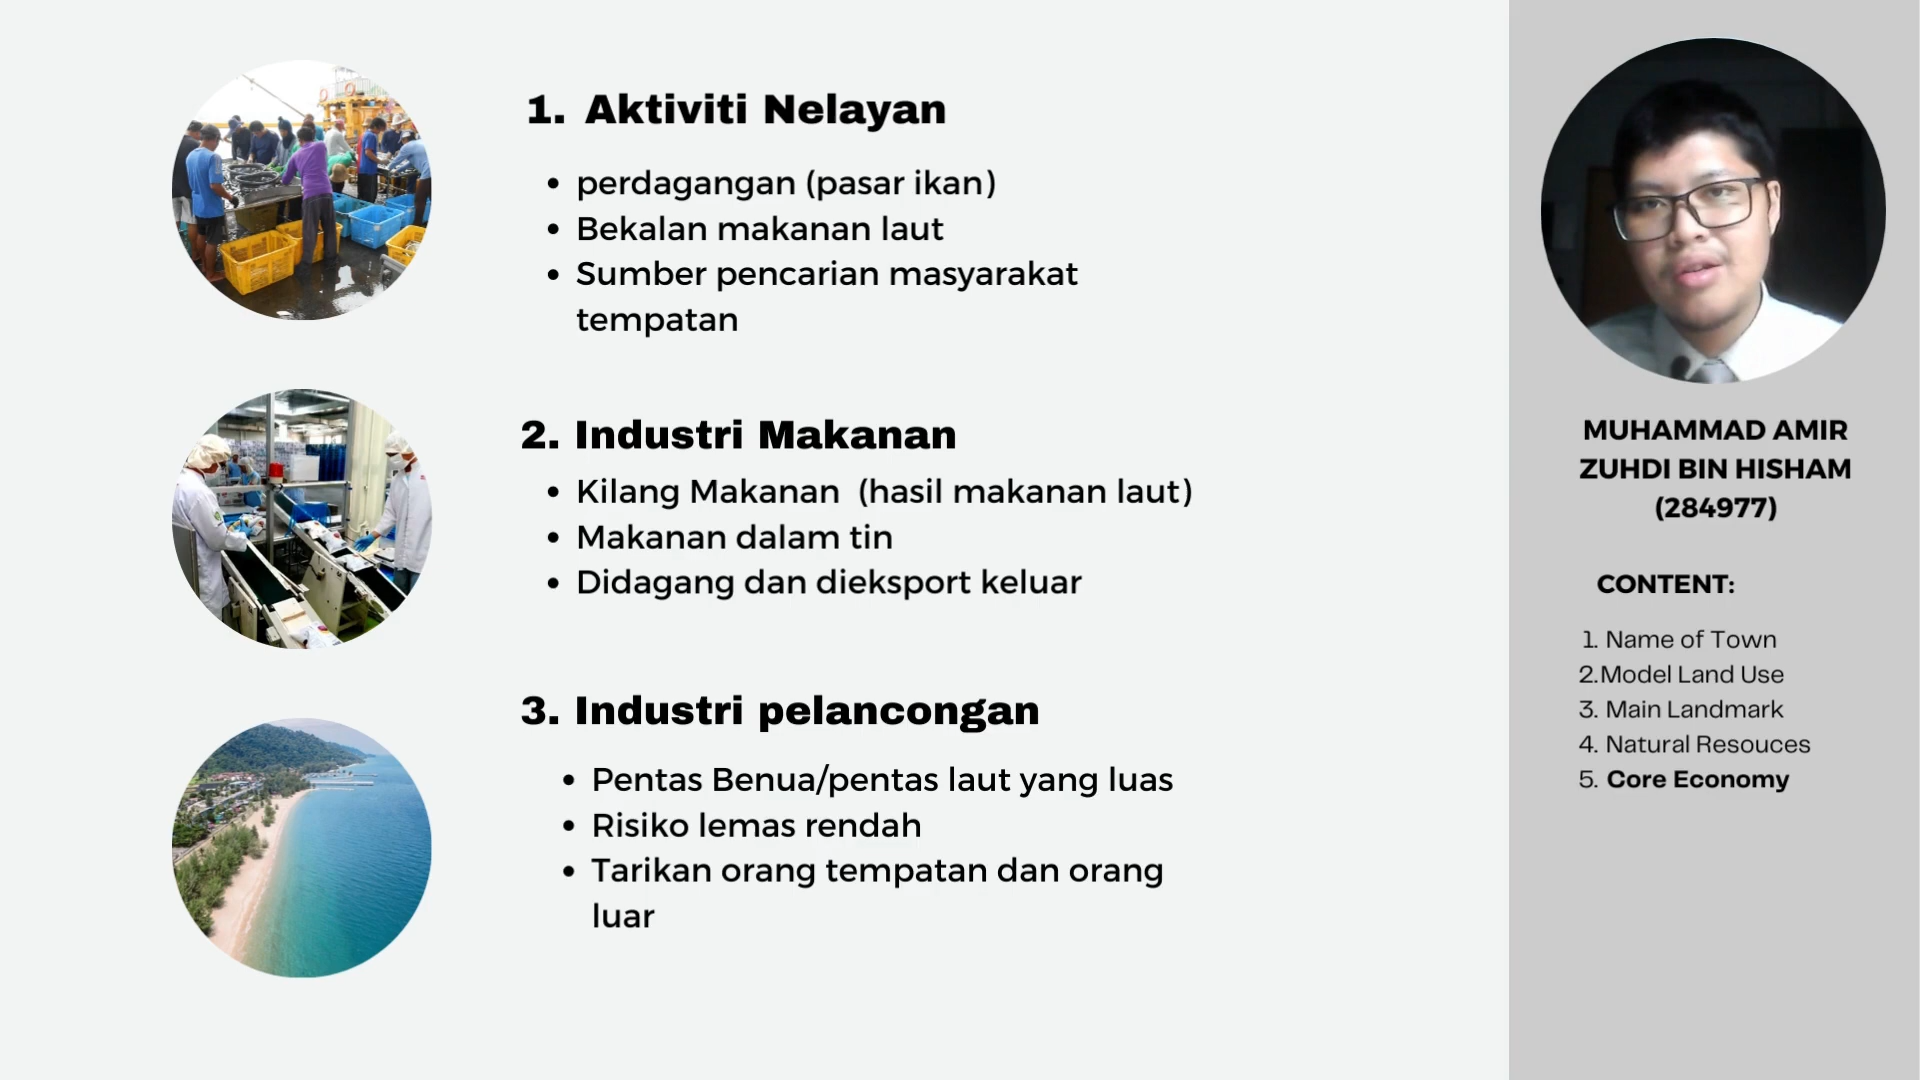 1. Aktiviti Nelayan
• perdagangan (pasar ikan)
• Bekalan makanan laut
• Sumber pencarian masyarakat
tempatan
2. Industri Makanan
• Kilang Makanan (hasil makanan laut)
• Makanan dalam tin
• Didagang dan dieksport keluar
3. Industri pelancongan
• Pentas Benua/pentas laut yang luas
• Risiko lemas rendah
• Tarikan orang tempatan dan orang
luar
MUHAMMAD AMIR
ZUHDI BIN HISHAM
(284977)
CONTENT:
1. Name of Town
2.Model Land Use
3. Main Landmark
4. Natural Resouces
5. Core Economy